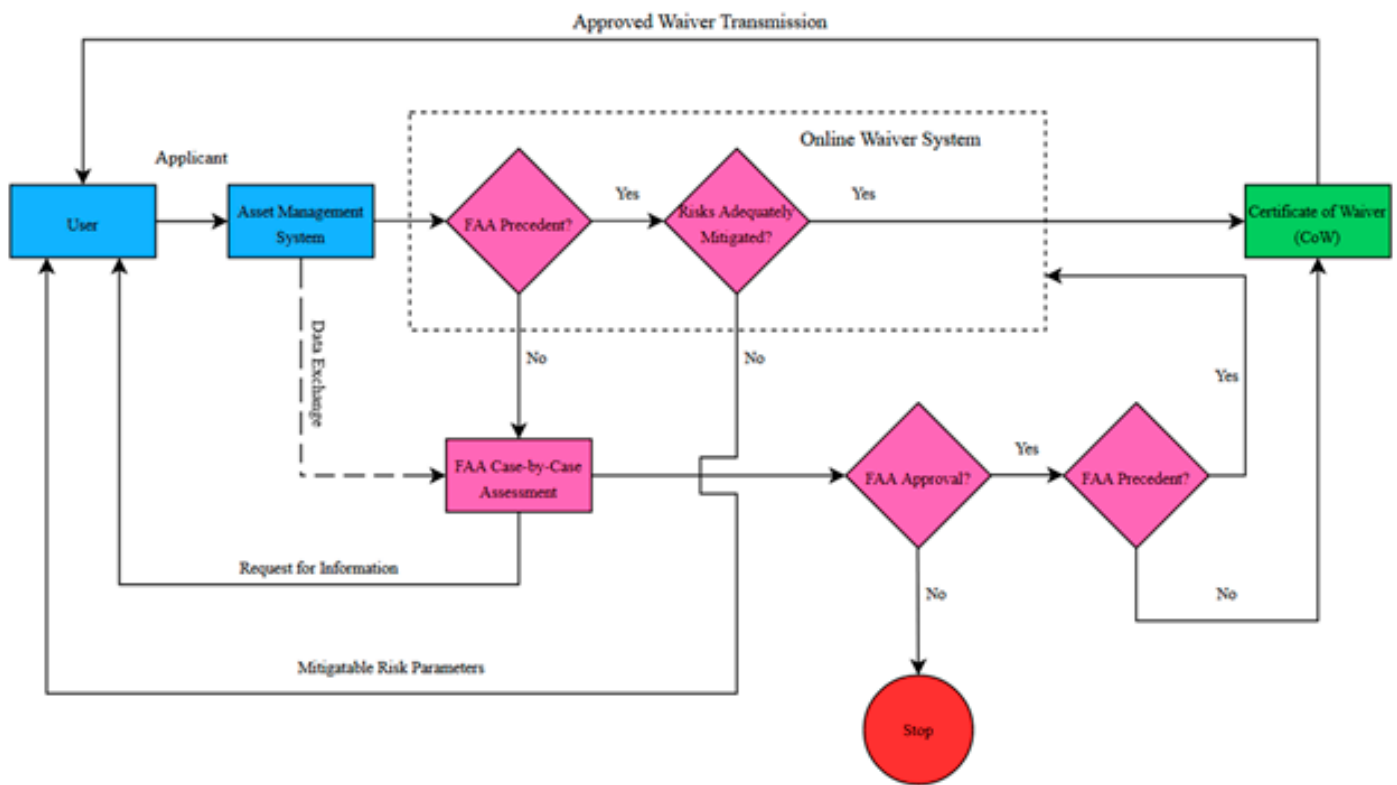 Approved Waiver Transmission
Online Waiver System
Applicant
User
Asset Management
System
FAA Precedent?
Yes
Risks Adequately
Mitigated?
Yes
Certificate of Waiver
(CoW)
Data Exchange
No
No
Yes
FAA Case-by-Case
Assessment
FAA Approval?
Yes
FAA Precedent?
Request for Information
No
No
Mitigatable Risk Parameters
Stop